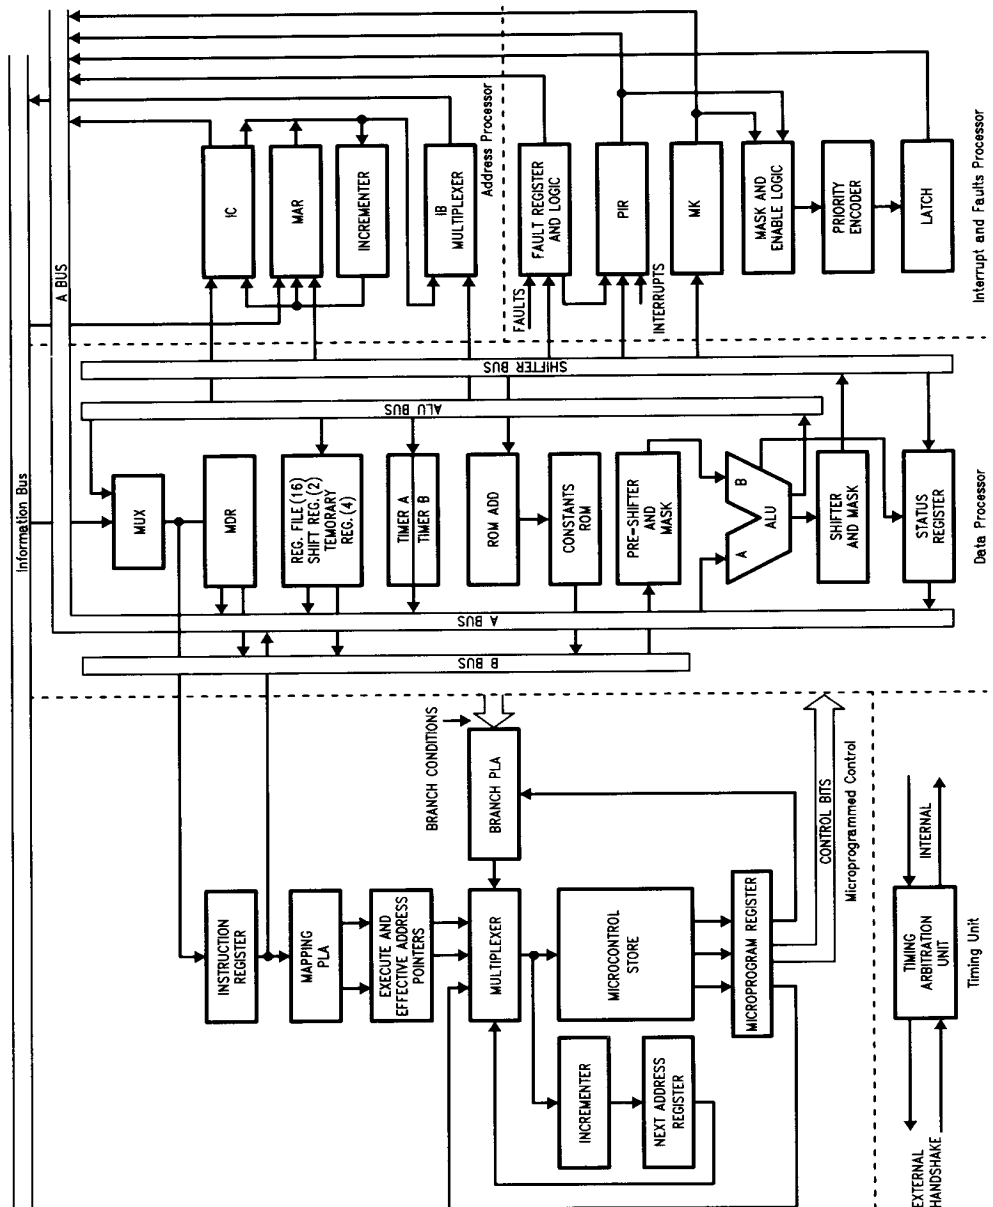 Information Bus
A BUS
IC
MAR
INCREMENTER
IB
MULTIPLEXER
Address Processor
FAULTS
FAULT REGISTER
AND LOGIC
PIR
INTERRUPTS
MK
MASK AND
ENABLE LOGIC
PRIORITY
ENCODER
LATCH
Interrupt and Faults Processor
SHIFTER BUS
ALU BUS
MUX
MDR
REG. FILE (16)
SHIFT REG. (2)
TEMORARY
REG. (4)
TIMER A
TIMER B
ROM ADD
CONSTANTS
ROM
PRE-SHIFTER
AND
MASK
A
B
ALU
SHIFTER
AND MASK
STATUS
REGISTER
Data Processor
A BUS
B BUS
BRANCH CONDITIONS
BRANCH PLA
INSTRUCTION
REGISTER
MAPPING
PLA
EXECUTE AND
EFFECTIVE ADDRESS
POINTERS
MULTIPLEXER
MICROCONTROL
STORE
MICROPROGRAM REGISTER
CONTROL BITS
Microprogrammed Control
INCREMENTER
NEXT ADDRESS
REGISTER
INTERNAL
TIMING
ARBITRATION
UNIT
Timing Unit
EXTERNAL
HANDSHAKE